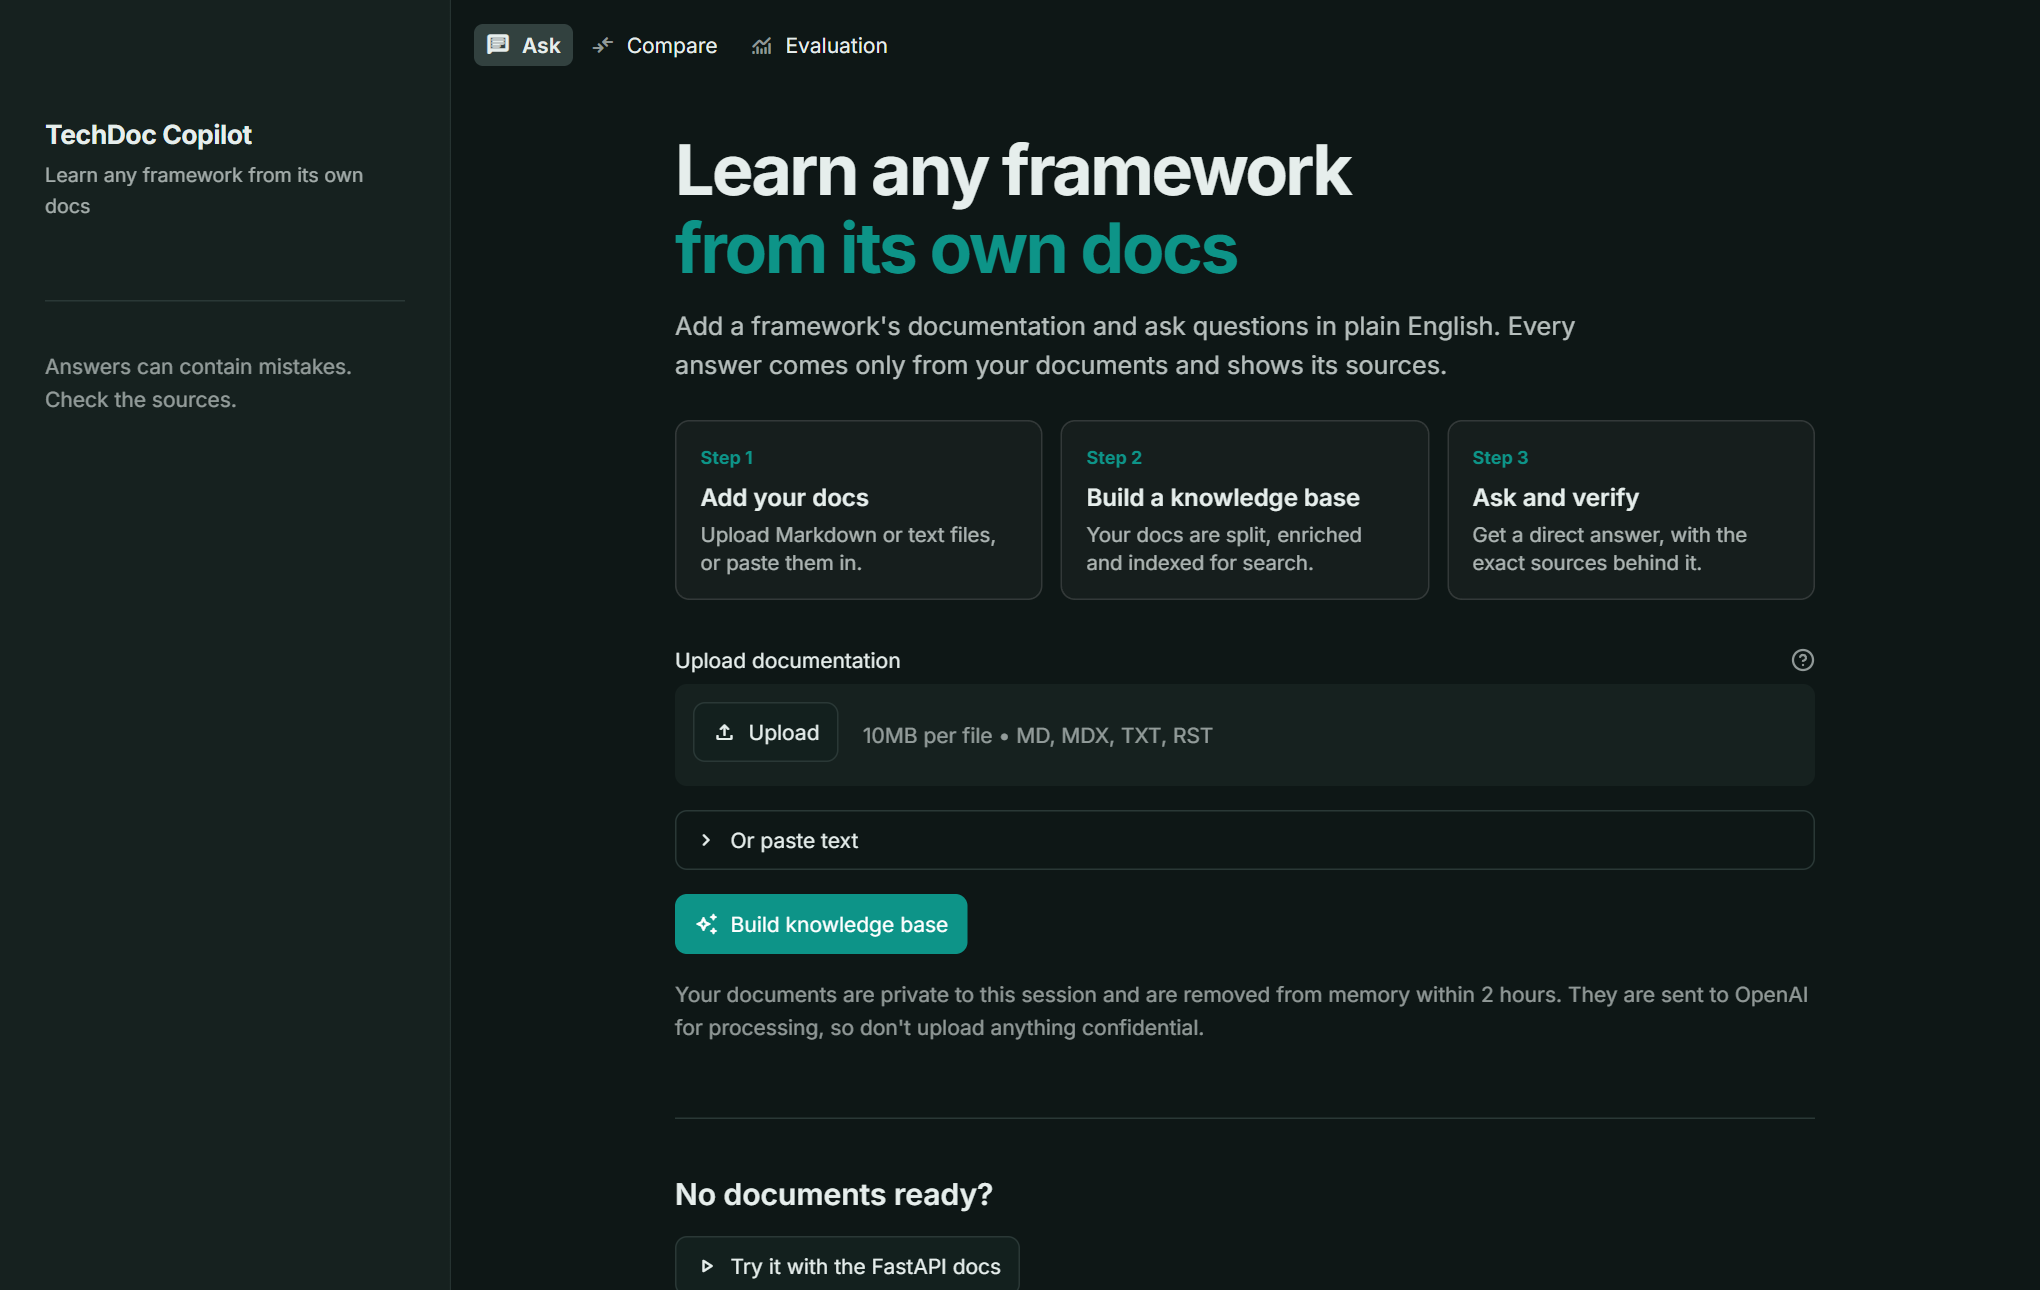 Ask
Compare
Evaluation
TechDoc Copilot
Learn any framework from its own
docs
Answers can contain mistakes.
Check the sources.
Learn any framework
from its own docs
Add a framework's documentation and ask questions in plain English. Every
answer comes only from your documents and shows its sources.
Step 1
Add your docs
Upload Markdown or text files,
or paste them in.
Step 2
Build a knowledge base
Your docs are split, enriched
and indexed for search.
Step 3
Ask and verify
Get a direct answer, with the
exact sources behind it.
Upload documentation
Upload
10MB per file • MD, MDX, TXT, RST
Or paste text
Build knowledge base
Your documents are private to this session and are removed from memory within 2 hours. They are sent to OpenAI
for processing, so don't upload anything confidential.
No documents ready?
Try it with the FastAPI docs